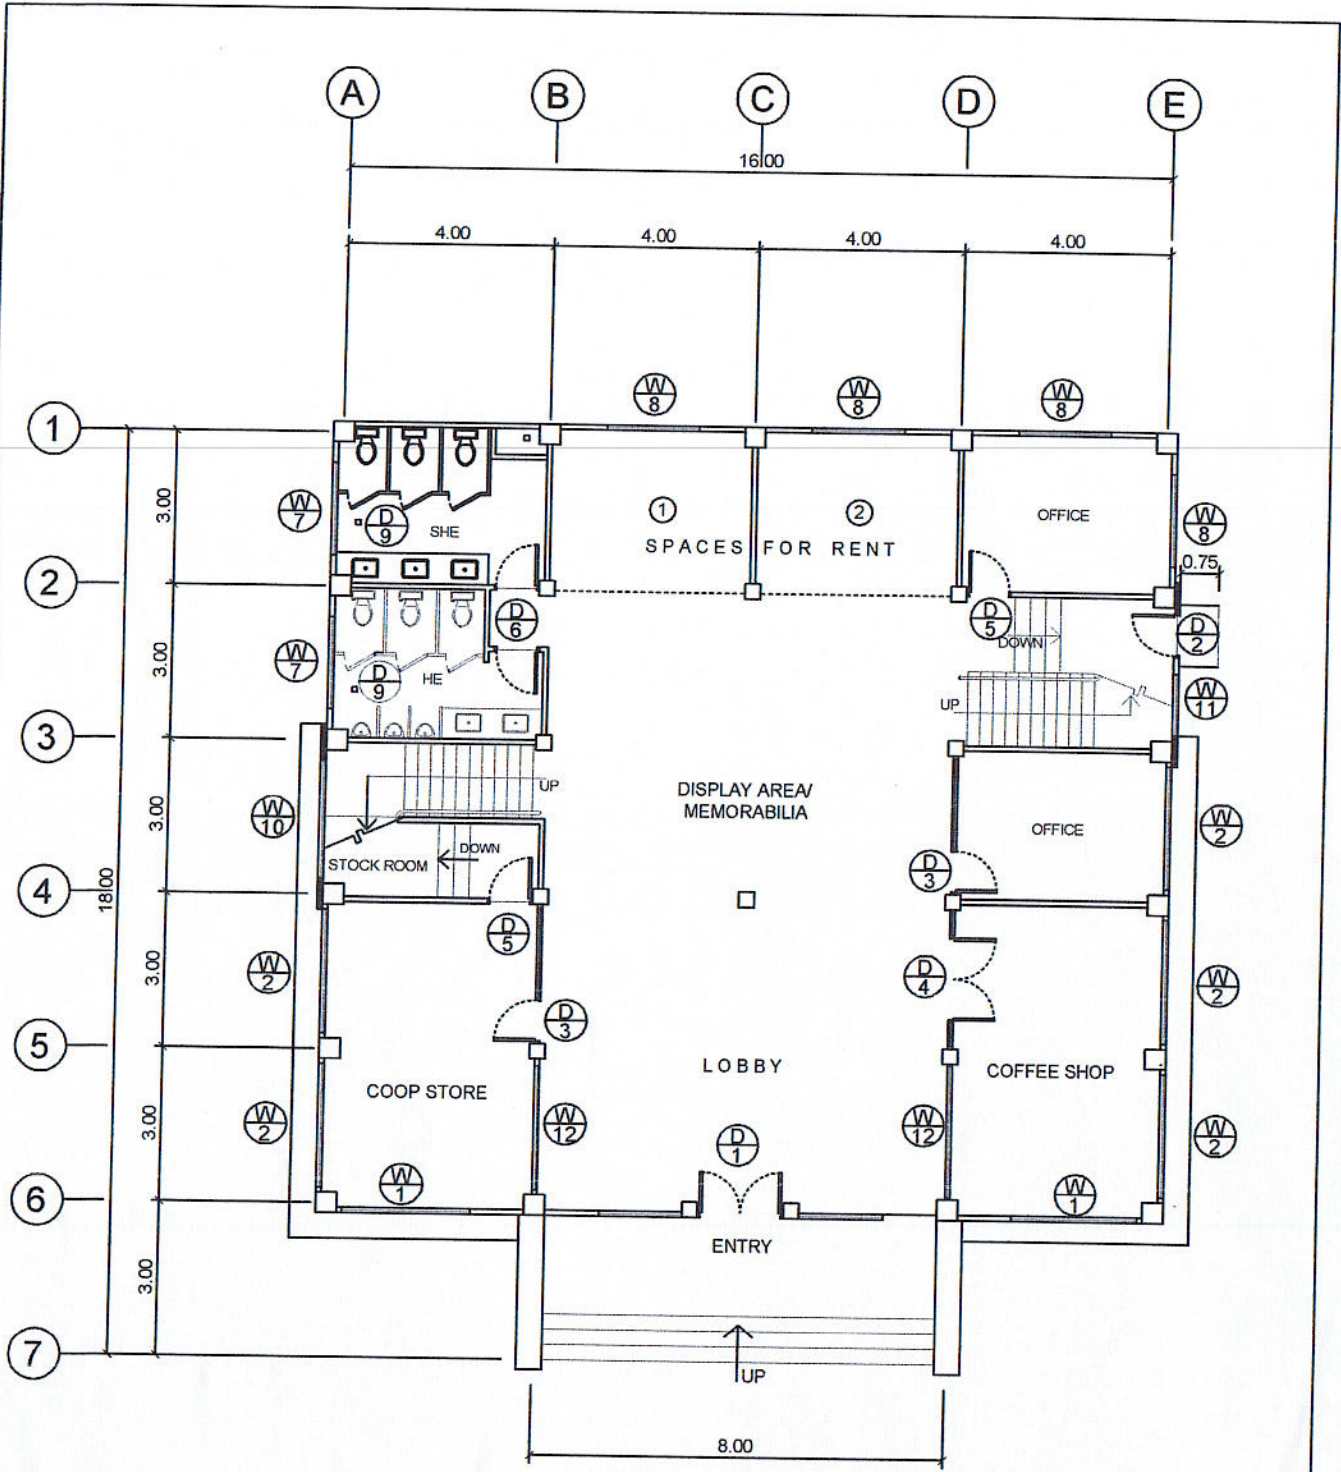 A B C D E
16.00
4.00 4.00 4.00 4.00
W 8
W 8
W 8
1
3.00
W 7
D 9
SHE
1
2
SPACES FOR RENT
OFFICE
W 8
0.75
2
D 6
D 5
DOWN
D 2
3.00
W 7
D 9
HE
UP
W 11
3
UP
DISPLAY AREA/
MEMORABILIA
3.00
W 10
OFFICE
W 2
STOCK ROOM
DOWN
D 3
4
18.00
D 5
D 4
3.00
W 2
W 2
D 3
5
LOBBY
COOP STORE
COFFEE SHOP
3.00
W 2
W 12
D 1
W 12
W 2
W 1
W 1
6
ENTRY
3.00
7
UP
8.00